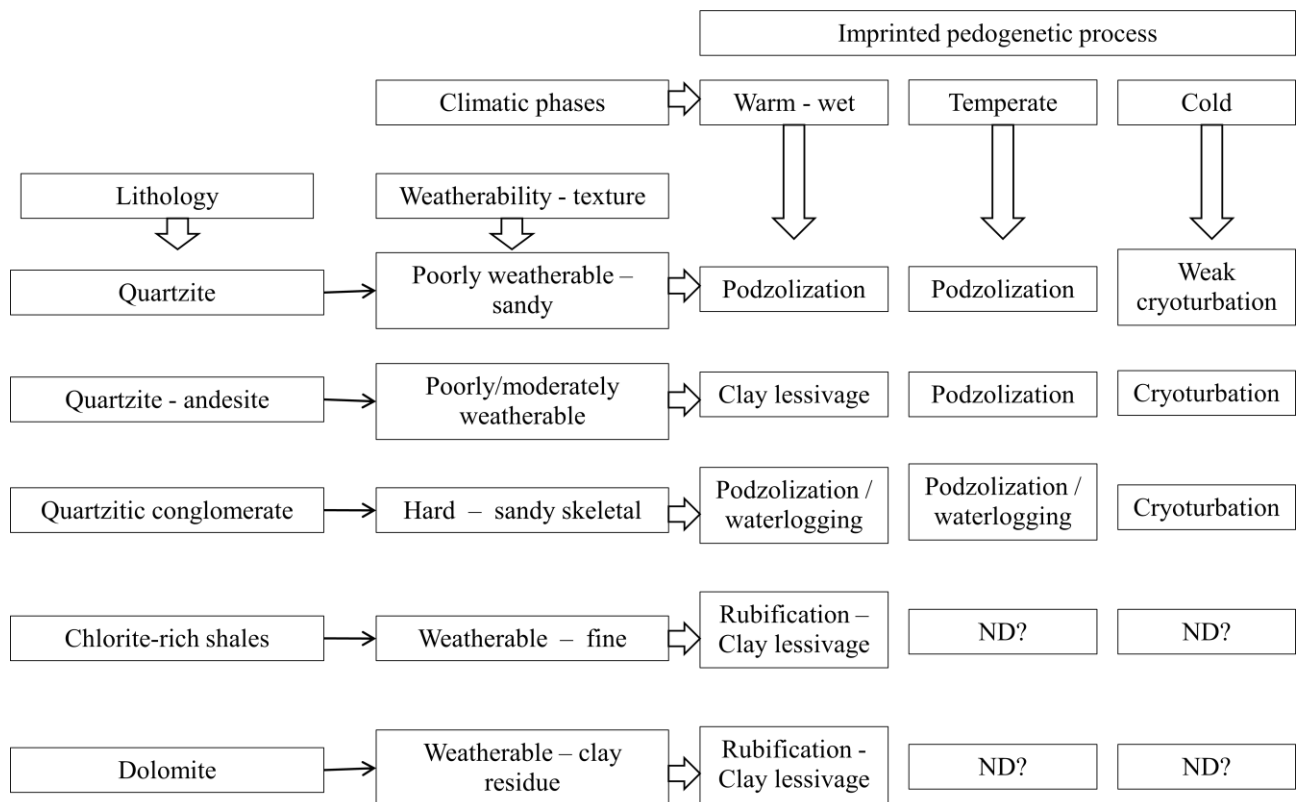 Imprinted pedogenetic process
Climatic phases
Warm - wet
Temperate
Cold
Lithology
Weatherability - texture
Quartzite
Poorly weatherable –
sandy
Podzolization
Podzolization
Weak
cryoturbation
Quartzite - andesite
Poorly/moderately
weatherable
Clay lessivage
Podzolization
Cryoturbation
Quartzitic conglomerate
Hard – sandy skeletal
Podzolization /
waterlogging
Podzolization /
waterlogging
Cryoturbation
Chlorite-rich shales
Weatherable – fine
Rubification –
Clay lessivage
ND?
ND?
Dolomite
Weatherable – clay
residue
Rubification -
Clay lessivage
ND?
ND?